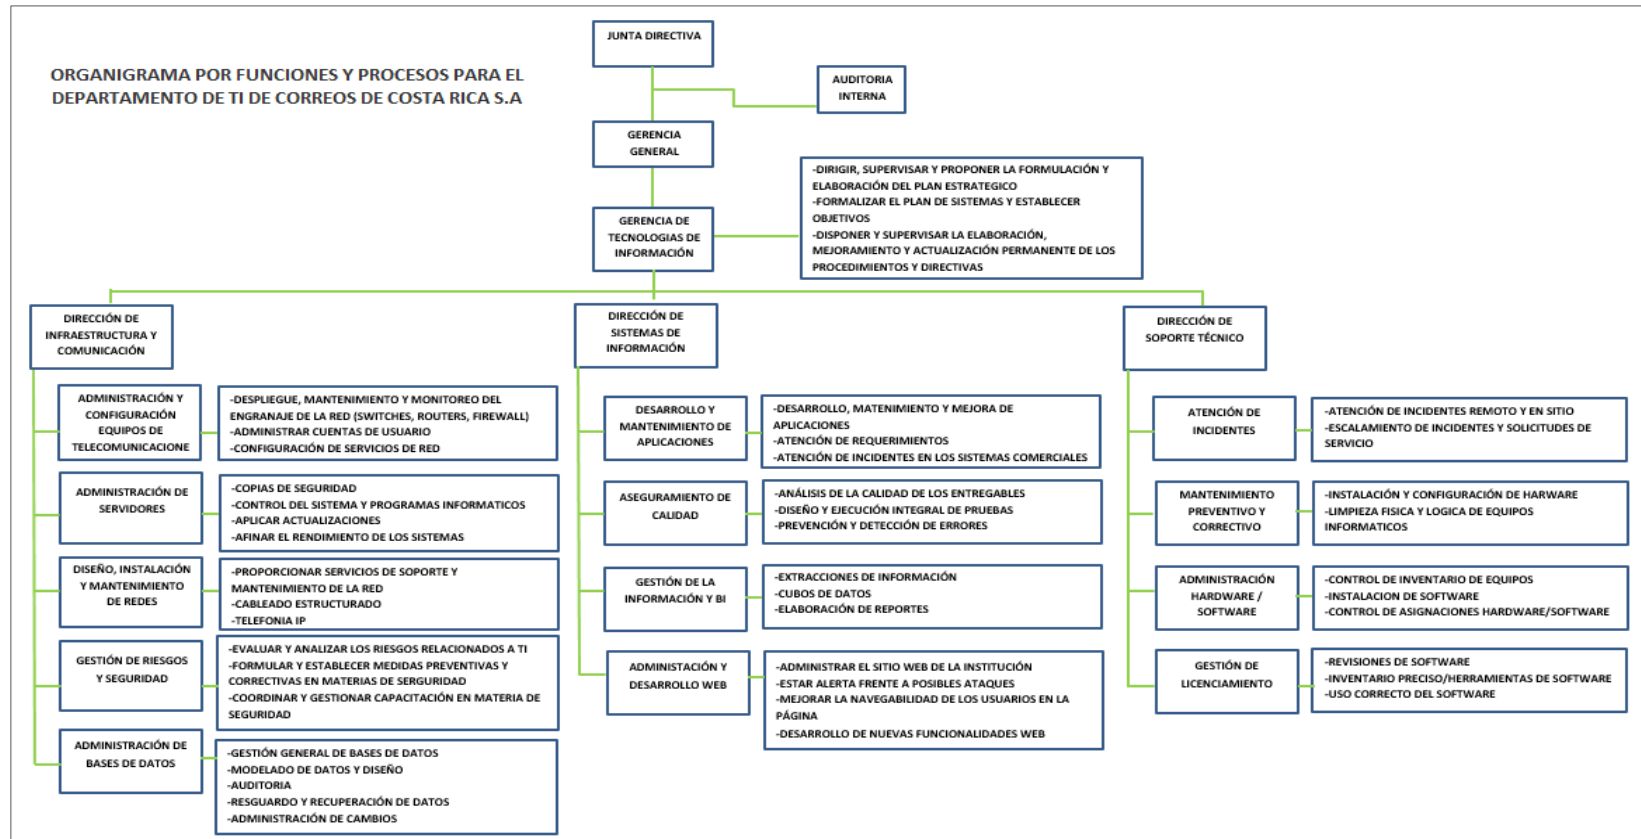 JUNTA DIRECTIVA
ORGANIGRAMA POR FUNCIONES Y PROCESOS PARA EL
DEPARTAMENTO DE TI DE CORREOS DE COSTA RICA S.A
AUDITORIA
INTERNA
GERENCIA
GENERAL
GERENCIA DE
TECNOLOGIAS DE
INFORMACIÓN
-DIRIGIR, SUPERVISAR Y PROPONER LA FORMULACIÓN Y
ELABORACIÓN DEL PLAN ESTRATEGICO
-FORMALIZAR EL PLAN DE SISTEMAS Y ESTABLECER
OBJETIVOS
-DISPONER Y SUPERVISAR LA ELABORACIÓN,
MEJORAMIENTO Y ACTUALIZACIÓN PERMANENTE DE LOS
PROCEDIMIENTOS Y DIRECTIVAS
DIRECCIÓN DE
INFRAESTRUCTURA Y
COMUNICACIÓN
ADMINISTRACIÓN Y
CONFIGURACIÓN
EQUIPOS DE
TELECOMUNICACIONE
-DESPLIEGUE, MANTENIMIENTO Y MONITOREO DEL
ENGRANAJE DE LA RED (SWITCHES, ROUTERS, FIREWALL)
-ADMINISTRAR CUENTAS DE USUARIO
-CONFIGURACIÓN DE SERVICIOS DE RED
ADMINISTRACIÓN DE
SERVIDORES
-COPIAS DE SEGURIDAD
-CONTROL DEL SISTEMA Y PROGRAMAS INFORMATICOS
-APLICAR ACTUALIZACIONES
-AFINAR EL RENDIMIENTO DE LOS SISTEMAS
DISEÑO, INSTALACIÓN
Y MANTENIMIENTO
DE REDES
-PROPORCIONAR SERVICIOS DE SOPORTE Y
MANTENIMIENTO DE LA RED
-CABLEADO ESTRUCTURADO
-TELEFONIA IP
GESTIÓN DE RIESGOS
Y SEGURIDAD
-EVALUAR Y ANALIZAR LOS RIESGOS RELACIONADOS A TI
-FORMULAR Y ESTABLECER MEDIDAS PREVENTIVAS Y
CORRECTIVAS EN MATERIAS DE SERGURIDAD
-COORDINAR Y GESTIONAR CAPACITACIÓN EN MATERIA DE
SEGURIDAD
ADMINISTRACIÓN DE
BASES DE DATOS
-GESTIÓN GENERAL DE BASES DE DATOS
-MODELADO DE DATOS Y DISEÑO
-AUDITORIA
-RESGUARDO Y RECUPERACIÓN DE DATOS
-ADMINISTRACIÓN DE CAMBIOS
DIRECCIÓN DE
SISTEMAS DE
INFORMACIÓN
DESARROLLO Y
MANTENIMIENTO DE
APLICACIONES
-DESARROLLO, MATENIMIENTO Y MEJORA DE
APLICACIONES
-ATENCIÓN DE REQUERIMIENTOS
-ATENCIÓN DE INCIDENTES EN LOS SISTEMAS COMERCIALES
ASEGURAMIENTO DE
CALIDAD
-ANÁLISIS DE LA CALIDAD DE LOS ENTREGABLES
-DISEÑO Y EJECUCIÓN INTEGRAL DE PRUEBAS
-PREVENCIÓN Y DETECCIÓN DE ERRORES
GESTIÓN DE LA
INFORMACIÓN Y BI
-EXTRACCIONES DE INFORMACIÓN
-CUBOS DE DATOS
-ELABORACIÓN DE REPORTES
ADMINISTACIÓN Y
DESARROLLO WEB
-ADMINISTRAR EL SITIO WEB DE LA INSTITUCIÓN
-ESTAR ALERTA FRENTE A POSIBLES ATAQUES
-MEJORAR LA NAVEGABILIDAD DE LOS USUARIOS EN LA
PÁGINA
-DESARROLLO DE NUEVAS FUNCIONALIDADES WEB
DIRECCIÓN DE
SOPORTE TÉCNICO
ATENCIÓN DE
INCIDENTES
-ATENCIÓN DE INCIDENTES REMOTO Y EN SITIO
-ESCALAMIENTO DE INCIDENTES Y SOLICITUDES DE
SERVICIO
MANTENIMIENTO
PREVENTIVO Y
CORRECTIVO
-INSTALACIÓN Y CONFIGURACIÓN DE HARWARE
-LIMPIEZA FISICA Y LOGICA DE EQUIPOS
INFORMATICOS
ADMINISTRACIÓN
HARDWARE /
SOFTWARE
-CONTROL DE INVENTARIO DE EQUIPOS
-INSTALACION DE SOFTWARE
-CONTROL DE ASIGNACIONES HARDWARE/SOFTWARE
GESTIÓN DE
LICENCIAMIENTO
-REVISIONES DE SOFTWARE
-INVENTARIO PRECISO/HERRAMIENTAS DE SOFTWARE
-USO CORRECTO DEL SOFTWARE